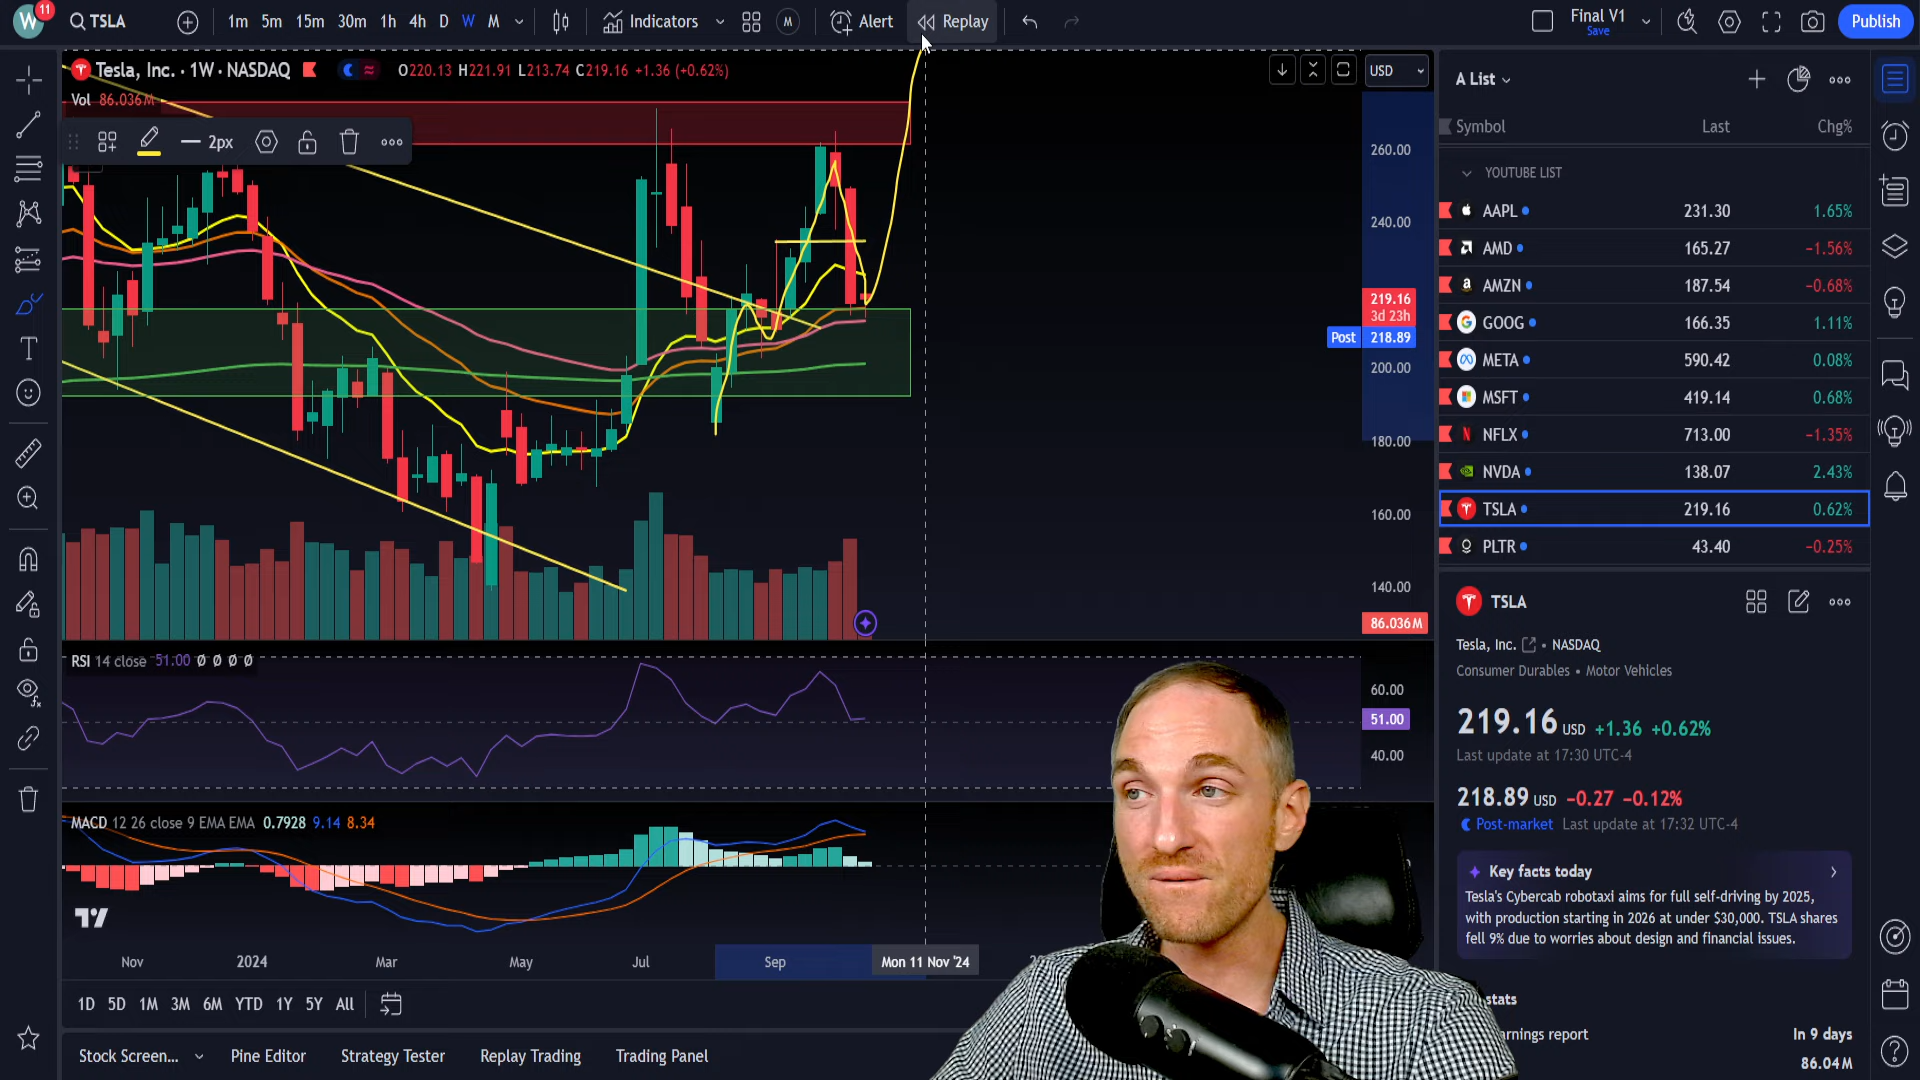 W 11 TSLA 1m 5m 15m 30m 1h 4h D W M Indicators M Alert Replay Final V1 Save Publish
Tesla, Inc. · 1W · NASDAQ O220.13 H221.91 L213.74 C219.16 +1.36 (+0.62%) USD
Vol 86.036M
2px
260.00
240.00
219.16
3d 23h
Post 218.89
200.00
180.00
160.00
140.00
86.036M
RSI 14 close 51.00 Ø Ø Ø Ø
60.00
51.00
40.00
MACD 12 26 close 9 EMA EMA 0.7928 9.14 8.34
Nov 2024 Mar May Jul Sep Mon 11 Nov '24
1D 5D 1M 3M 6M YTD 1Y 5Y All
Stock Screen... Pine Editor Strategy Tester Replay Trading Trading Panel
A List
Symbol Last Chg%
YOUTUBE LIST
AAPL 231.30 1.65%
AMD 165.27 −1.56%
AMZN 187.54 −0.68%
GOOG 166.35 1.11%
META 590.42 0.08%
MSFT 419.14 0.68%
NFLX 713.00 −1.35%
NVDA 138.07 2.43%
TSLA 219.16 0.62%
PLTR 43.40 −0.25%
TSLA
Tesla, Inc. • NASDAQ
Consumer Durables • Motor Vehicles
219.16 USD +1.36 +0.62%
Last update at 17:30 UTC-4
218.89 USD −0.27 −0.12%
Post-market Last update at 17:32 UTC-4
Key facts today
Tesla's Cybercab robotaxi aims for full self-driving by 2025,
with production starting in 2026 at under $30,000. TSLA shares
fell 9% due to worries about design and financial issues.
stats
arnings report In 9 days
86.04M